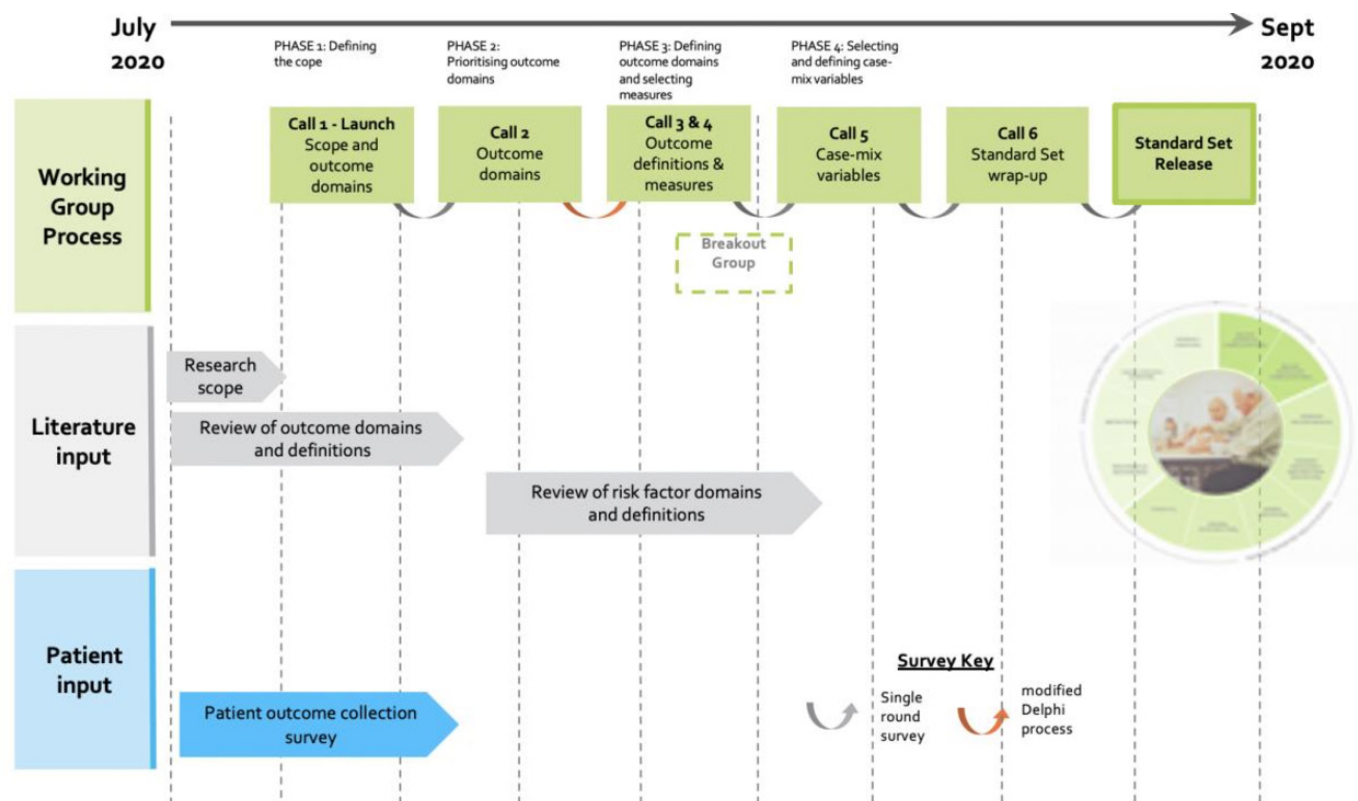 July
2020
Sept
2020
PHASE 1: Defining
the cope
PHASE 2:
Prioritising outcome
domains
PHASE 3: Defining
outcome domains
and selecting
measures
PHASE 4: Selecting
and defining case-
mix variables
Working
Group
Process
Call 1 - Launch
Scope and
outcome
domains
Call 2
Outcome
domains
Call 3 & 4
Outcome
definitions &
measures
Call 5
Case-mix
variables
Call 6
Standard Set
wrap-up
Standard Set
Release
Breakout
Group
Literature
input
Research
scope
Review of outcome domains
and definitions
Review of risk factor domains
and definitions
Patient
input
Patient outcome collection
survey
Survey Key
Single
round
survey
modified
Delphi
process